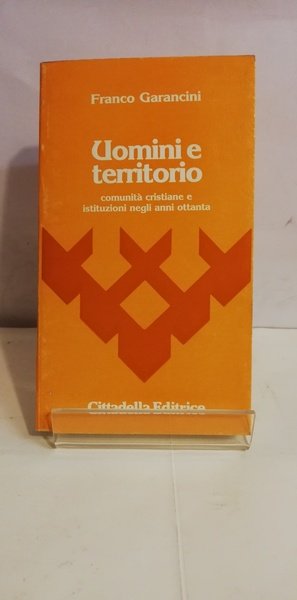 Franco Garancini
Uomini e
territorio
comunità cristiane e
istituzioni negli anni ottanta
Cittadella Editrice